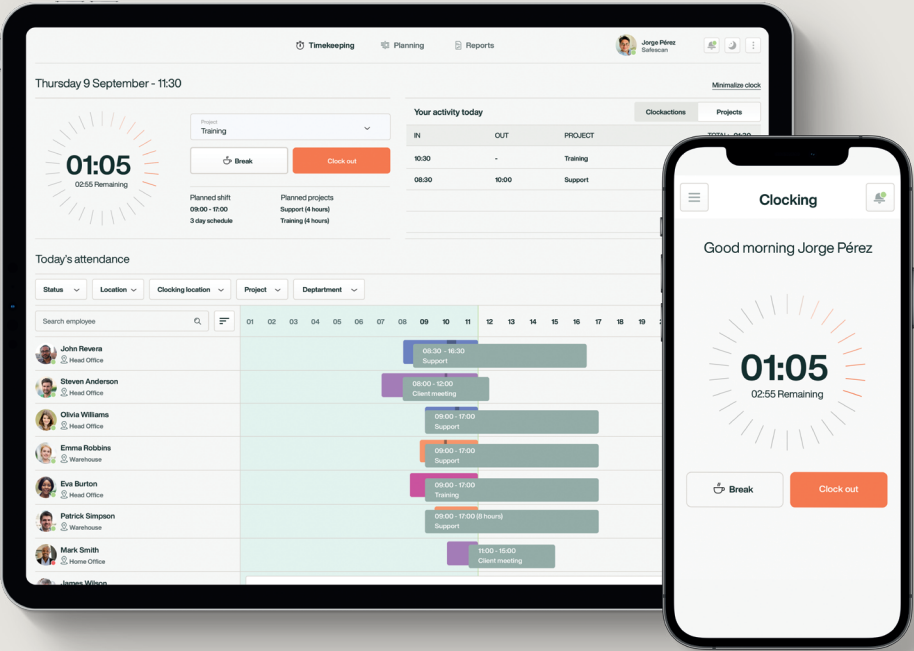 Timekeeping
Planning
Reports
Jorge Pérez
Safescan
Thursday 9 September - 11:30
Minimalize clock
01:05
02:55 Remaining
Project
Training
Break
Clock out
Planned shift
09:00 - 17:00
3 day schedule
Planned projects
Support (4 hours)
Training (4 hours)
Your activity today
Clockactions
Projects
IN OUT PROJECT
10:30 - Training
08:30 10:00 Support
Today's attendance
Status
Location
Clocking location
Project
Deptartment
Search employee
01 02 03 04 05 06 07 08 09 10 11 12 13 14 15 16 17 18 19
John Revera
Head Office
08:30 - 16:30
Support
Steven Anderson
Head Office
08:00 - 12:00
Client meeting
Olivia Williams
Head Office
09:00 - 17:00
Support
Emma Robbins
Warehouse
09:00 - 17:00
Support
Eva Burton
Head Office
09:00 - 17:00
Training
Patrick Simpson
Warehouse
09:00 - 17:00 (8 hours)
Support
Mark Smith
Home Office
11:00 - 15:00
Client meeting
James Wilson
Clocking
Good morning Jorge Pérez
01:05
02:55 Remaining
Break
Clock out